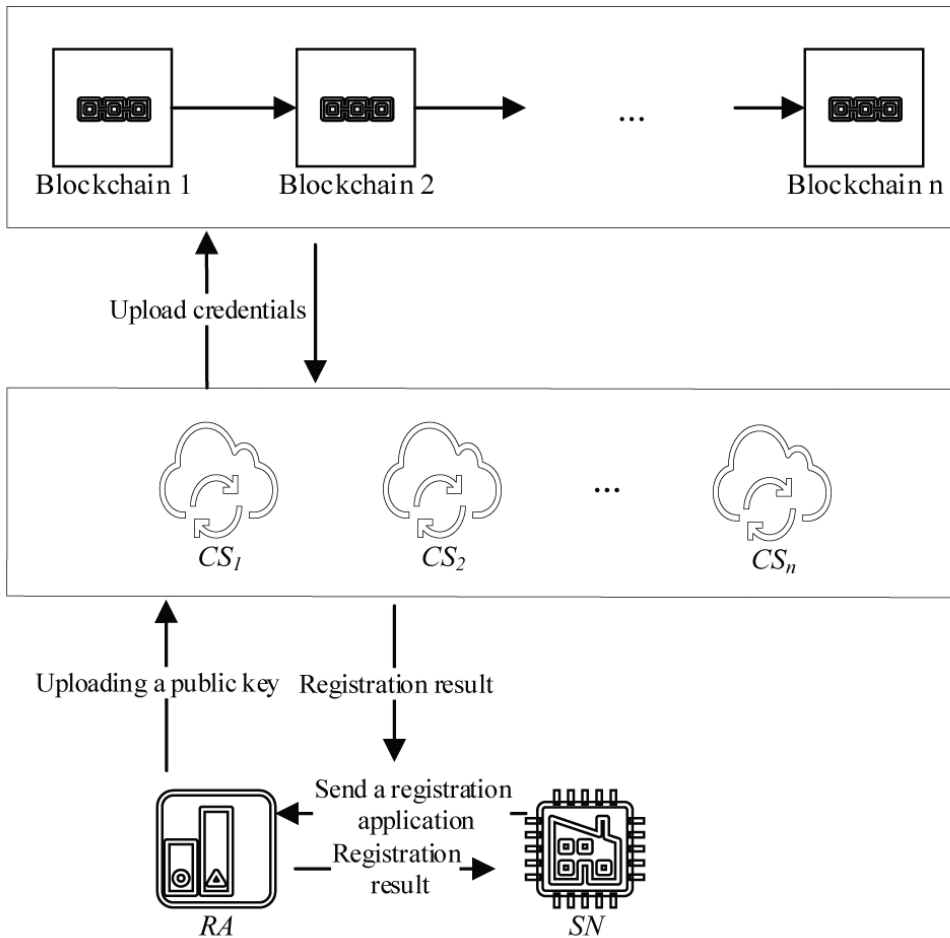 ...
Blockchain 1
Blockchain 2
Blockchain n
Upload credentials
...
CS1
CS2
CSn
Uploading a public key
Registration result
Send a registration
application
Registration
result
RA
SN